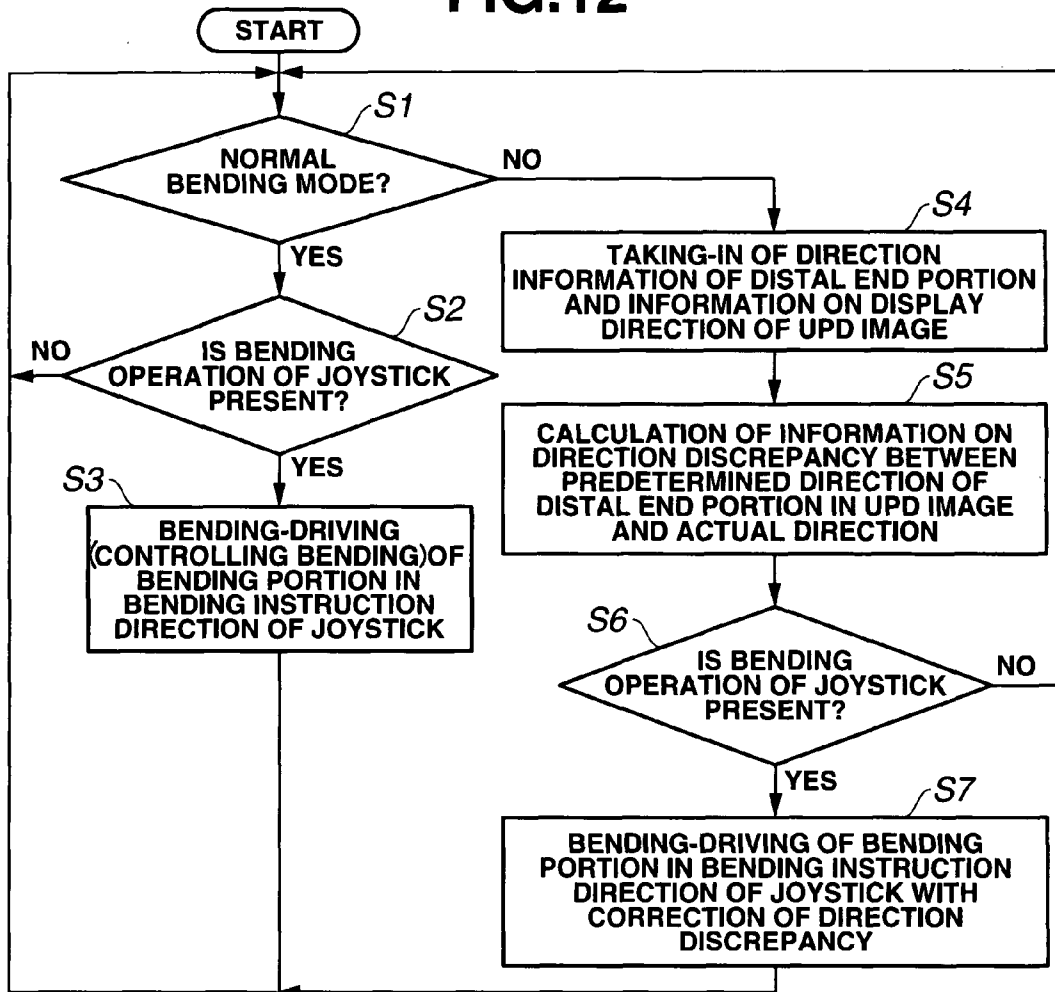 FIG.12
START
S1
NORMAL
BENDING MODE?
NO
YES
S2
IS BENDING
OPERATION OF JOYSTICK
PRESENT?
NO
YES
S3
BENDING-DRIVING
(CONTROLLING BENDING)OF
BENDING PORTION IN
BENDING INSTRUCTION
DIRECTION OF JOYSTICK
S4
TAKING-IN OF DIRECTION
INFORMATION OF DISTAL END PORTION
AND INFORMATION ON DISPLAY
DIRECTION OF UPD IMAGE
S5
CALCULATION OF INFORMATION ON
DIRECTION DISCREPANCY BETWEEN
PREDETERMINED DIRECTION OF
DISTAL END PORTION IN UPD IMAGE
AND ACTUAL DIRECTION
S6
IS BENDING
OPERATION OF JOYSTICK
PRESENT?
NO
YES
S7
BENDING-DRIVING OF BENDING
PORTION IN BENDING INSTRUCTION
DIRECTION OF JOYSTICK WITH
CORRECTION OF DIRECTION
DISCREPANCY